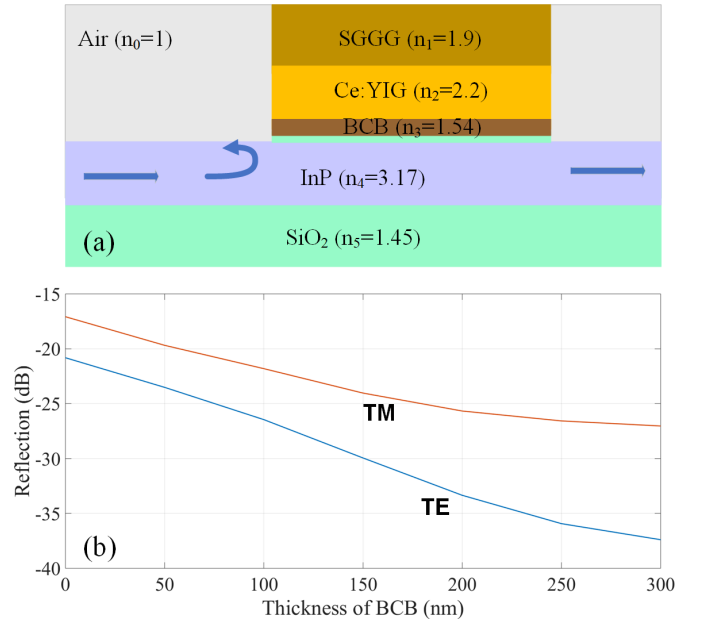 Air (n₀=1)
SGGG (n₁=1.9)
Ce:YIG (n₂=2.2)
BCB (n₃=1.54)
InP (n₄=3.17)
(a)
SiO₂ (n₅=1.45)
-15
-20
-25
-30
-35
-40
Reflection (dB)
TM
TE
(b)
0 50 100 150 200 250 300
Thickness of BCB (nm)